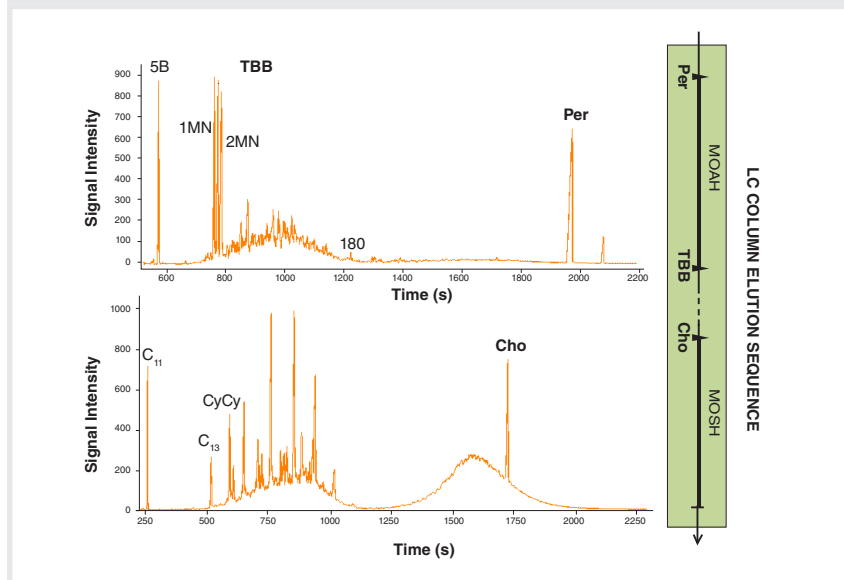 5B
TBB
900
800
700
600
500
400
300
200
100
0
1MN
2MN
Per
180
Signal Intensity
600 800 1000 1200 1400 1600 1800 2000 2200
Time (s)
1000
800
600
400
200
0
C11
C13
CyCy
Cho
Signal Intensity
250 500 750 1000 1250 1500 1750 2000 2250
Time (s)
Per
MOAH
TBB
Cho
MOSH
LC COLUMN ELUTION SEQUENCE